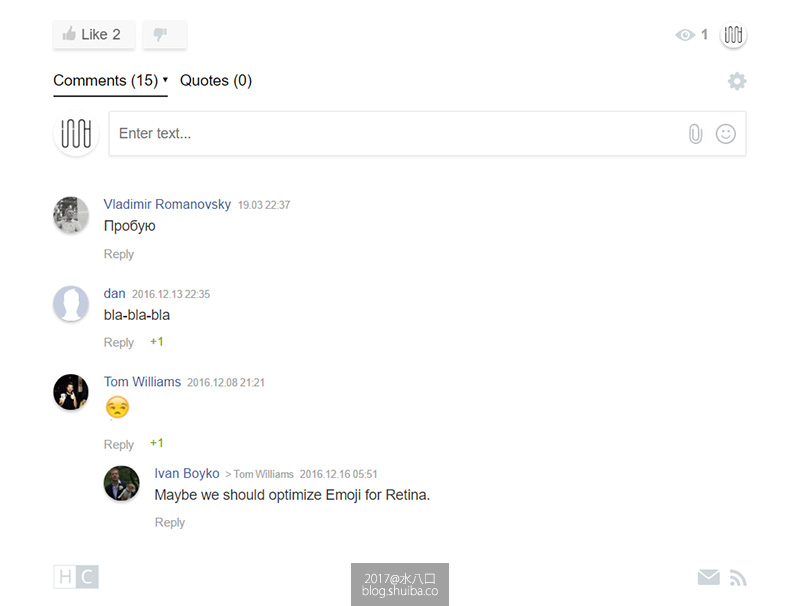 Like 2
1
Comments (15) Quotes (0)
Enter text...
Vladimir Romanovsky 19.03 22:37
Пробую
Reply
dan 2016.12.13 22:35
bla-bla-bla
Reply +1
Tom Williams 2016.12.08 21:21
Reply +1
Ivan Boyko > Tom Williams 2016.12.16 05:51
Maybe we should optimize Emoji for Retina.
Reply
HC
2017@水八口
blog.shuiba.co